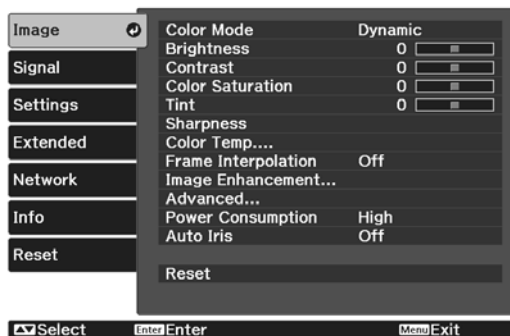 Image
Signal
Settings
Extended
Network
Info
Reset
Color Mode Dynamic
Brightness 0
Contrast 0
Color Saturation 0
Tint 0
Sharpness
Color Temp....
Frame Interpolation Off
Image Enhancement...
Advanced...
Power Consumption High
Auto Iris Off
Reset
Select Enter Enter Menu Exit